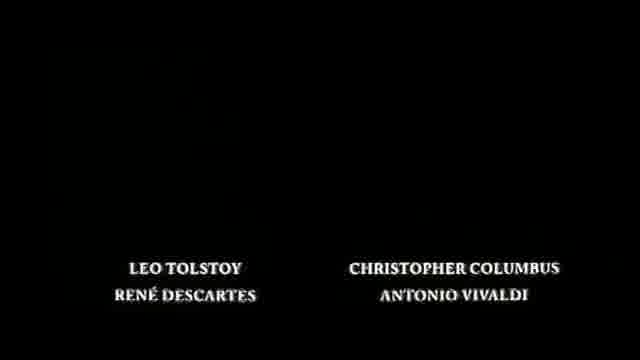 LEO TOLSTOY
RENÉ DESCARTES
CHRISTOPHER COLUMBUS
ANTONIO VIVALDI